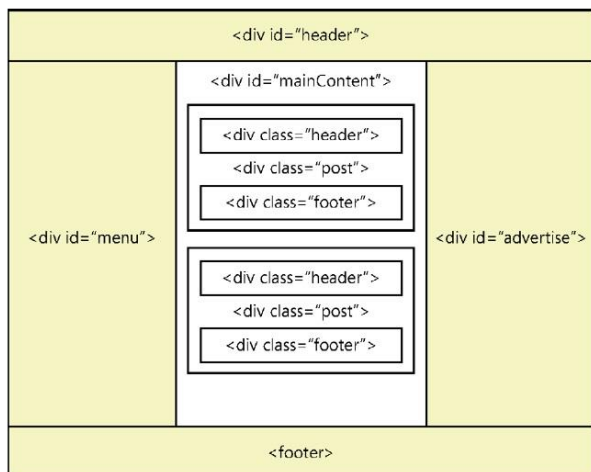 <div id="header">
<div id="mainContent">
<div class="header">
<div class="post">
<div class="footer">
<div id="menu">
<div id="advertise">
<div class="header">
<div class="post">
<div class="footer">
<footer>